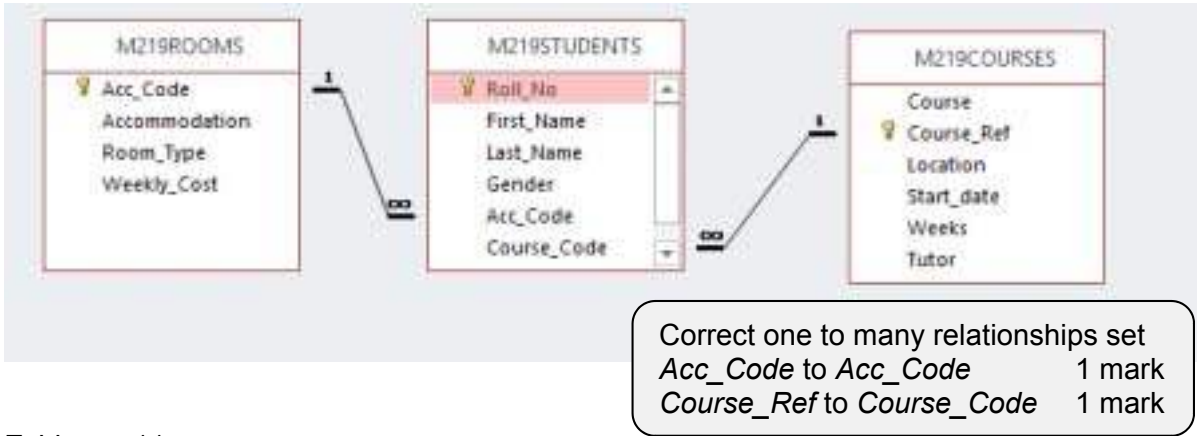 M219ROOMS
Acc_Code
Accommodation
Room_Type
Weekly_Cost
1
∞
M219STUDENTS
Roll_No
First_Name
Last_Name
Gender
Acc_Code
Course_Code
1
∞
M219COURSES
Course
Course_Ref
Location
Start_date
Weeks
Tutor
Correct one to many relationships set
Acc_Code to Acc_Code 1 mark
Course_Ref to Course_Code 1 mark